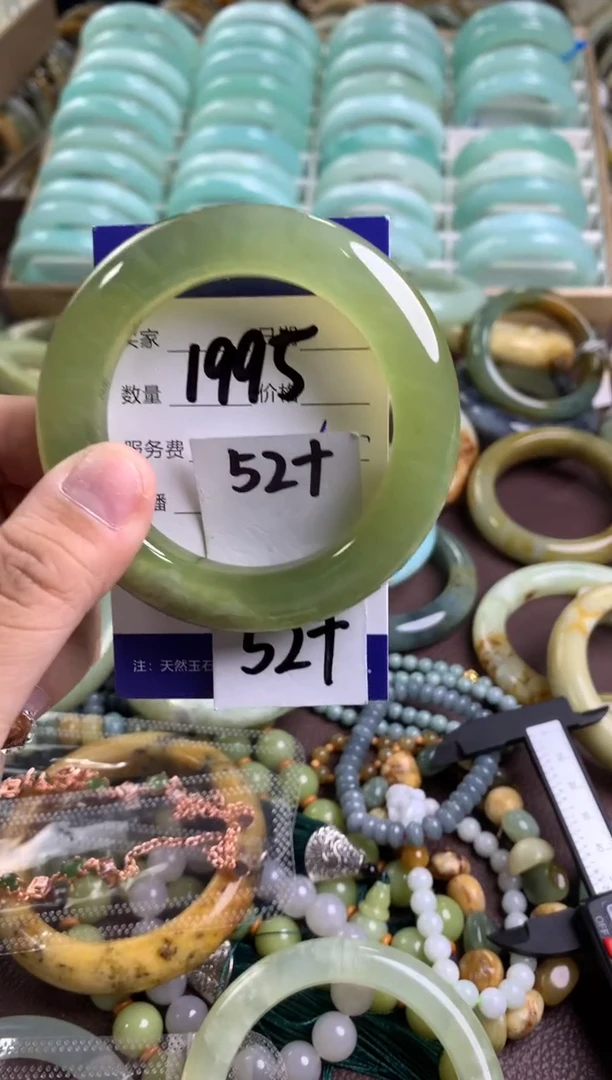 买家 日期
1995
数量 价格
服务费
52+
播
52+
注：天然玉石